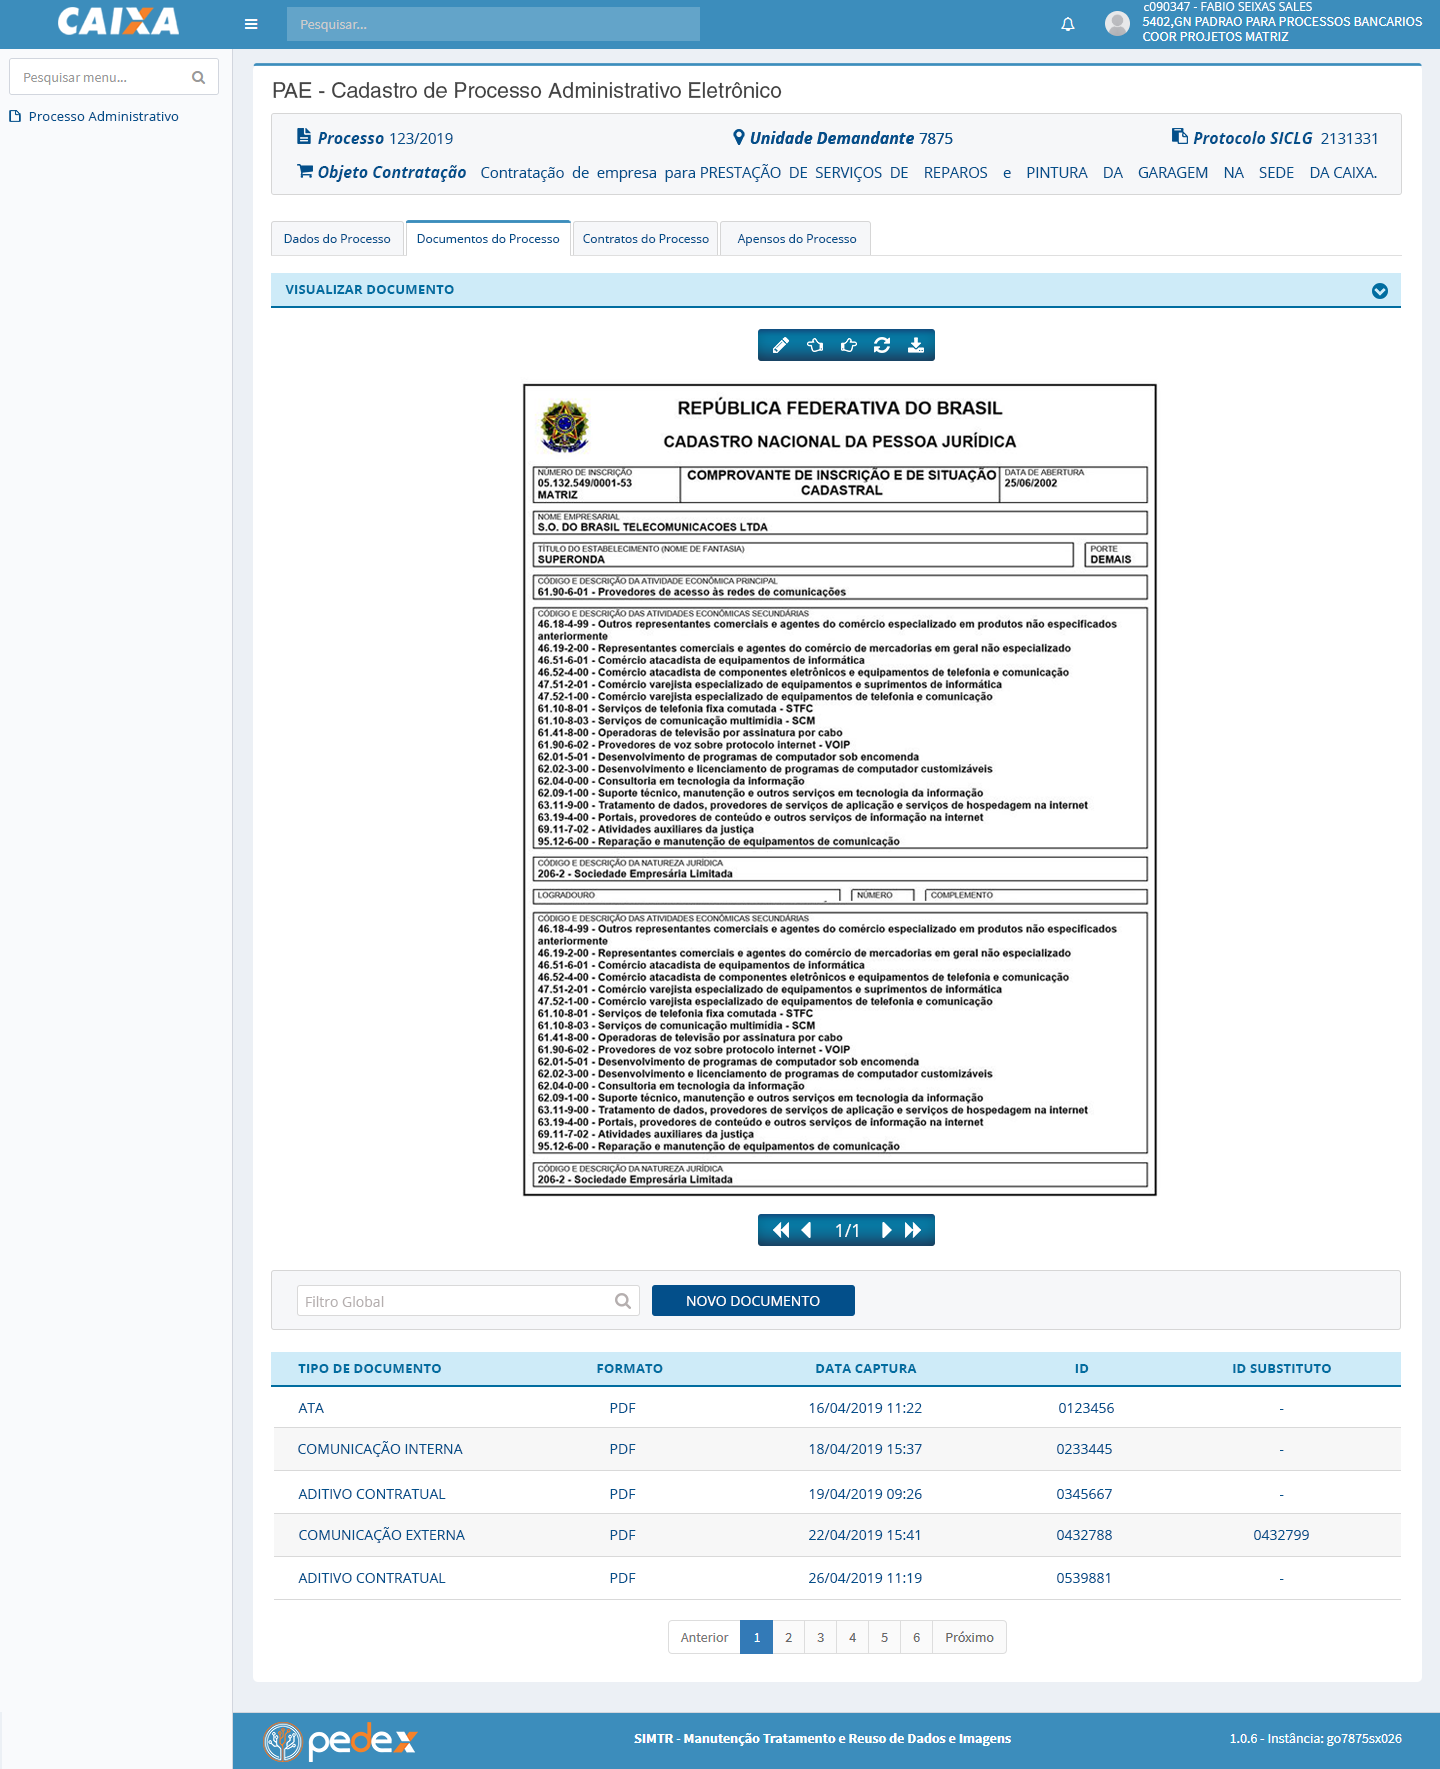 CAIXA
Pesquisar...
c090347 - FABIO SEIXAS SALES
5402,GN PADRAO PARA PROCESSOS BANCARIOS
COOR PROJETOS MATRIZ
Pesquisar menu...
Processo Administrativo
PAE - Cadastro de Processo Administrativo Eletrônico
Processo 123/2019 Unidade Demandante 7875 Protocolo SICLG 2131331
Objeto Contratação Contratação de empresa para PRESTAÇÃO DE SERVIÇOS DE REPAROS e PINTURA DA GARAGEM NA SEDE DA CAIXA.
Dados do Processo Documentos do Processo Contratos do Processo Apensos do Processo
VISUALIZAR DOCUMENTO
REPÚBLICA FEDERATIVA DO BRASIL
CADASTRO NACIONAL DA PESSOA JURÍDICA
NÚMERO DE INSCRIÇÃO
05.132.549/0001-53
MATRIZ
COMPROVANTE DE INSCRIÇÃO E DE SITUAÇÃO
CADASTRAL
DATA DE ABERTURA
25/06/2002
NOME EMPRESARIAL
S.O. DO BRASIL TELECOMUNICACOES LTDA
TÍTULO DO ESTABELECIMENTO (NOME DE FANTASIA)
SUPERONDA
PORTE
DEMAIS
CÓDIGO E DESCRIÇÃO DA ATIVIDADE ECONÔMICA PRINCIPAL
61.90-6-01 - Provedores de acesso às redes de comunicações
CÓDIGO E DESCRIÇÃO DAS ATIVIDADES ECONÔMICAS SECUNDÁRIAS
46.18-4-99 - Outros representantes comerciais e agentes do comércio especializado em produtos não especificados
anteriormente
46.19-2-00 - Representantes comerciais e agentes do comércio de mercadorias em geral não especializado
46.51-6-01 - Comércio atacadista de equipamentos de informática
46.52-4-00 - Comércio atacadista de componentes eletrônicos e equipamentos de telefonia e comunicação
47.51-2-01 - Comércio varejista especializado de equipamentos e suprimentos de informática
47.52-1-00 - Comércio varejista especializado de equipamentos de telefonia e comunicação
61.10-8-01 - Serviços de telefonia fixa comutada - STFC
61.10-8-03 - Serviços de comunicação multimídia - SCM
61.41-8-00 - Operadoras de televisão por assinatura por cabo
61.90-6-02 - Provedores de voz sobre protocolo internet - VOIP
62.01-5-01 - Desenvolvimento de programas de computador sob encomenda
62.02-3-00 - Desenvolvimento e licenciamento de programas de computador customizáveis
62.04-0-00 - Consultoria em tecnologia da informação
62.09-1-00 - Suporte técnico, manutenção e outros serviços em tecnologia da informação
63.11-9-00 - Tratamento de dados, provedores de serviços de aplicação e serviços de hospedagem na internet
63.19-4-00 - Portais, provedores de conteúdo e outros serviços de informação na internet
69.11-7-02 - Atividades auxiliares da justiça
95.12-6-00 - Reparação e manutenção de equipamentos de comunicação
CÓDIGO E DESCRIÇÃO DA NATUREZA JURÍDICA
206-2 - Sociedade Empresária Limitada
LOGRADOURO NÚMERO COMPLEMENTO
CÓDIGO E DESCRIÇÃO DAS ATIVIDADES ECONÔMICAS SECUNDÁRIAS
46.18-4-99 - Outros representantes comerciais e agentes do comércio especializado em produtos não especificados
anteriormente
46.19-2-00 - Representantes comerciais e agentes do comércio de mercadorias em geral não especializado
46.51-6-01 - Comércio atacadista de equipamentos de informática
46.52-4-00 - Comércio atacadista de componentes eletrônicos e equipamentos de telefonia e comunicação
47.51-2-01 - Comércio varejista especializado de equipamentos e suprimentos de informática
47.52-1-00 - Comércio varejista especializado de equipamentos de telefonia e comunicação
61.10-8-01 - Serviços de telefonia fixa comutada - STFC
61.10-8-03 - Serviços de comunicação multimídia - SCM
61.41-8-00 - Operadoras de televisão por assinatura por cabo
61.90-6-02 - Provedores de voz sobre protocolo internet - VOIP
62.01-5-01 - Desenvolvimento de programas de computador sob encomenda
62.02-3-00 - Desenvolvimento e licenciamento de programas de computador customizáveis
62.04-0-00 - Consultoria em tecnologia da informação
62.09-1-00 - Suporte técnico, manutenção e outros serviços em tecnologia da informação
63.11-9-00 - Tratamento de dados, provedores de serviços de aplicação e serviços de hospedagem na internet
63.19-4-00 - Portais, provedores de conteúdo e outros serviços de informação na internet
69.11-7-02 - Atividades auxiliares da justiça
95.12-6-00 - Reparação e manutenção de equipamentos de comunicação
CÓDIGO E DESCRIÇÃO DA NATUREZA JURÍDICA
206-2 - Sociedade Empresária Limitada
1/1
Filtro Global
NOVO DOCUMENTO
TIPO DE DOCUMENTO FORMATO DATA CAPTURA ID ID SUBSTITUTO
ATA PDF 16/04/2019 11:22 0123456 -
COMUNICAÇÃO INTERNA PDF 18/04/2019 15:37 0233445 -
ADITIVO CONTRATUAL PDF 19/04/2019 09:26 0345667 -
COMUNICAÇÃO EXTERNA PDF 22/04/2019 15:41 0432788 0432799
ADITIVO CONTRATUAL PDF 26/04/2019 11:19 0539881 -
Anterior 1 2 3 4 5 6 Próximo
pedex
SIMTR - Manutenção Tratamento e Reuso de Dados e Imagens
1.0.6 - Instância: go7875sx026